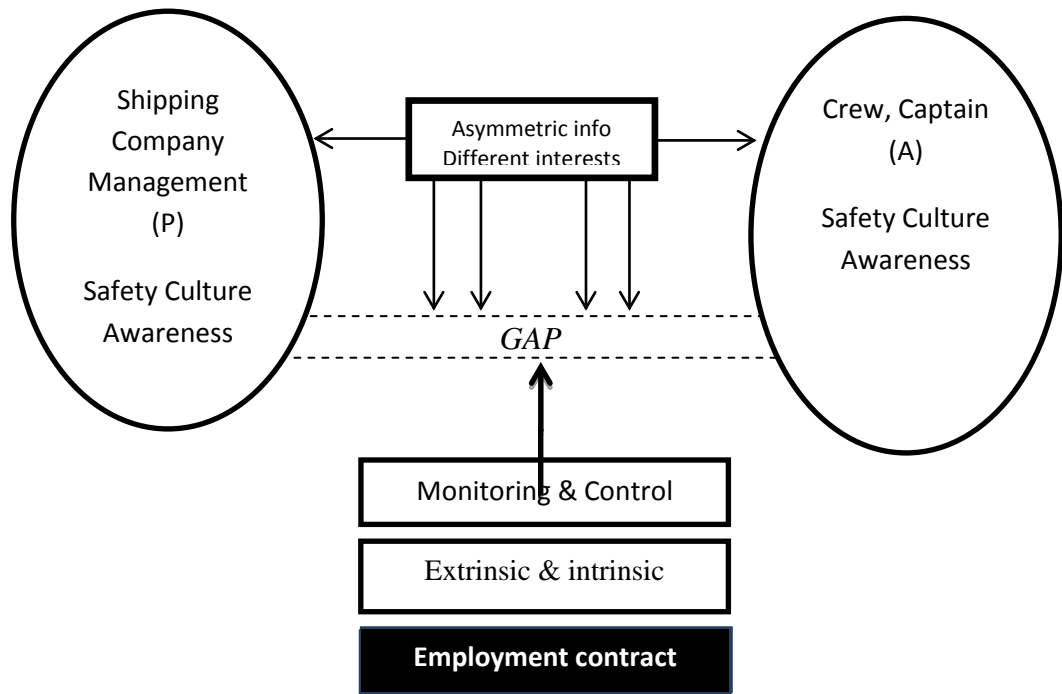 Shipping
Company
Management
(P)
Safety Culture
Awareness
Asymmetric info
Different interests
Crew, Captain
(A)
Safety Culture
Awareness
GAP
Monitoring & Control
Extrinsic & intrinsic
Employment contract